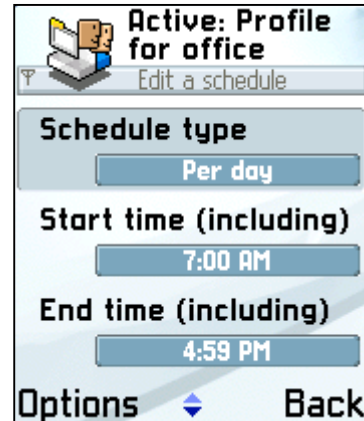 Active: Profile
for office
Edit a schedule
Schedule type
Per day
Start time (including)
7:00 AM
End time (including)
4:59 PM
Options
Back